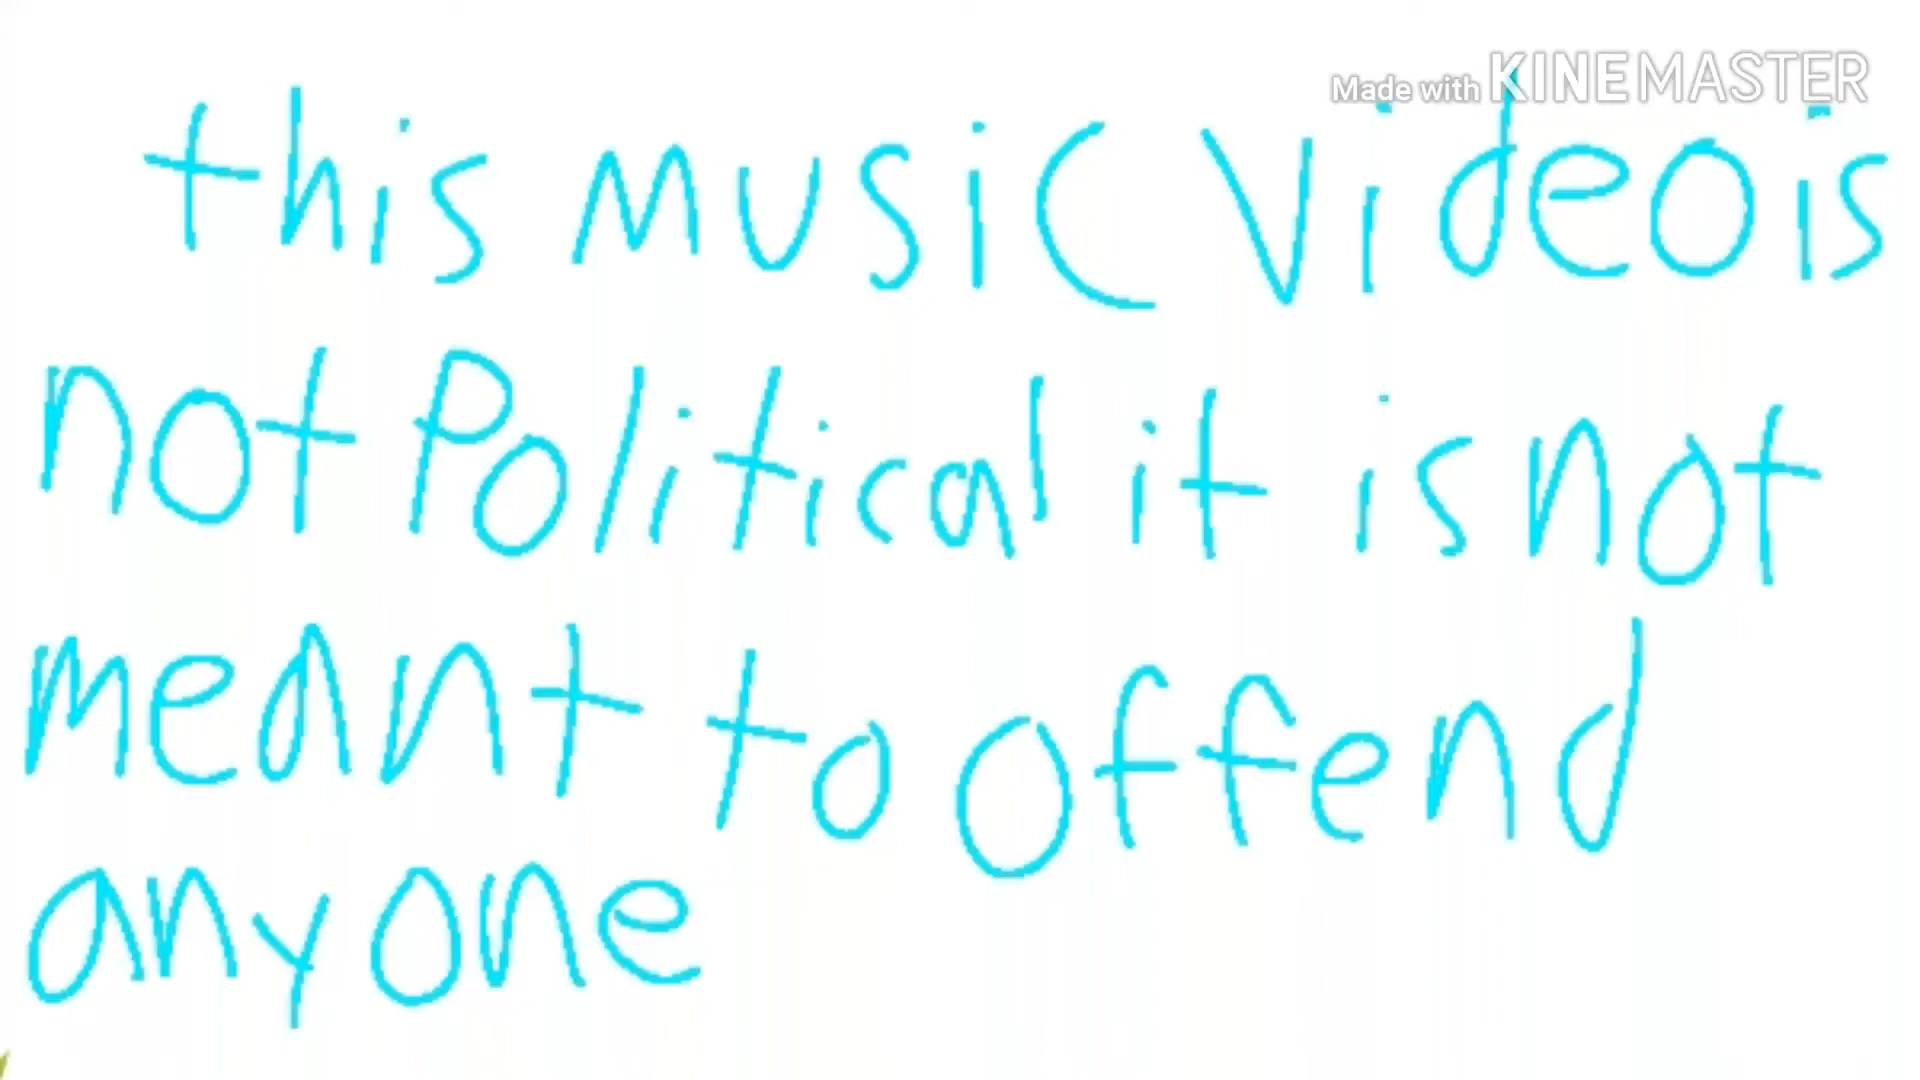 Made with KINEMASTER
this music video is
not Political it is not
meant to offend
anyone